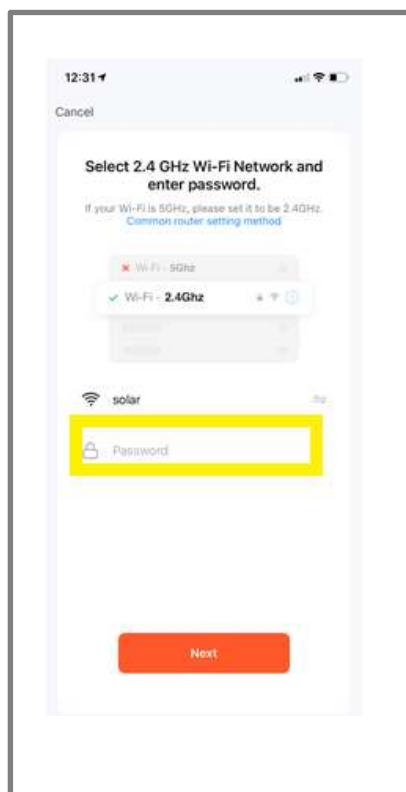 12:31
Cancel
Select 2.4 GHz Wi-Fi Network and
enter password.
If your Wi-Fi is 5GHz, please set it to be 2.4GHz.
Common router setting method
Wi-Fi - 5Ghz
Wi-Fi - 2.4Ghz
solar
Password
Next